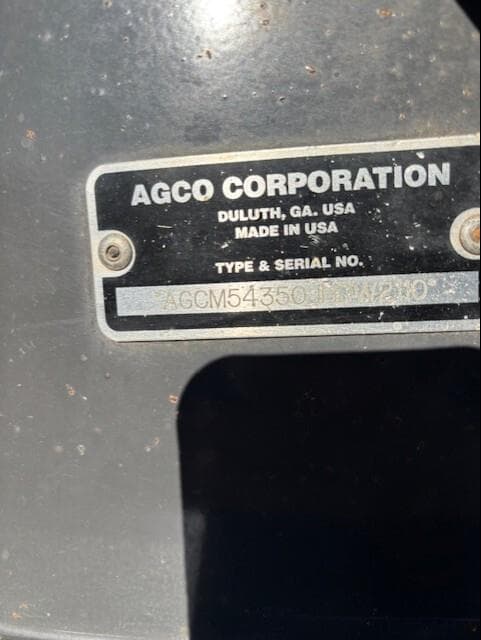 AGCO CORPORATION
DULUTH, GA. USA
MADE IN USA
TYPE & SERIAL NO.